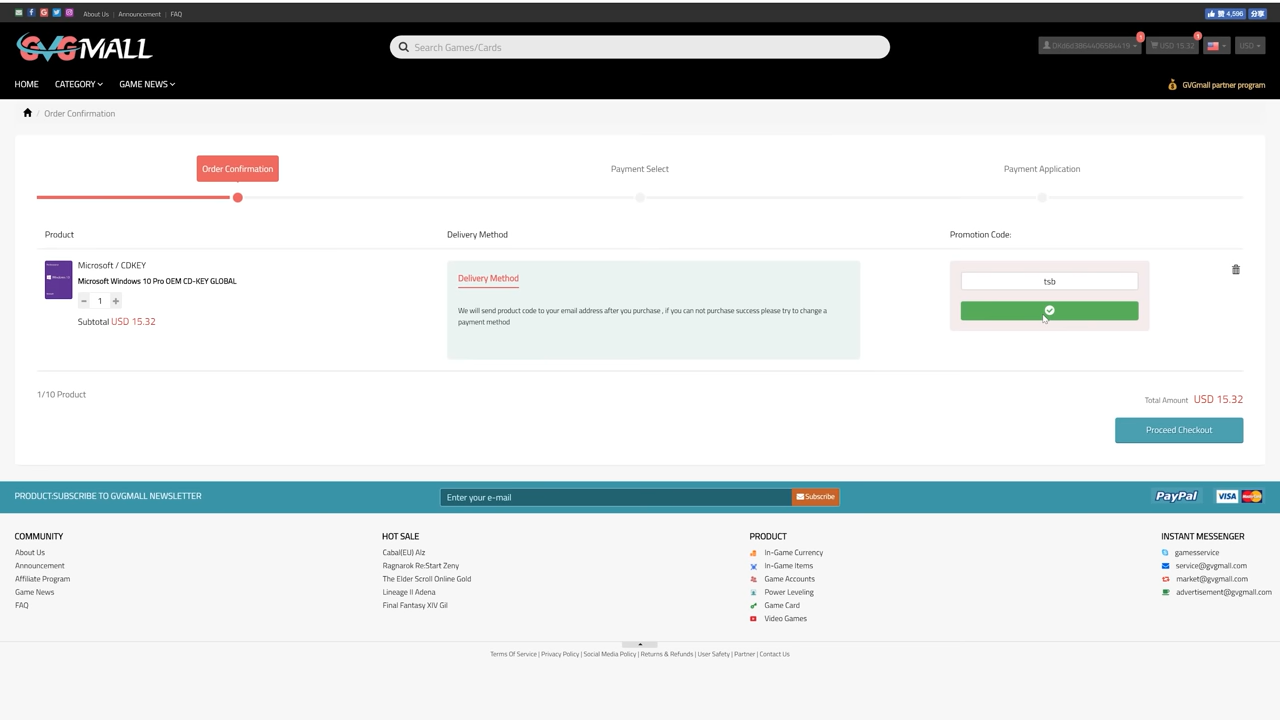 About Us | Announcement | FAQ
赞 4,596 分享
GVGMALL
Search Games/Cards
1
USD 15.32
1
USD
HOME CATEGORY GAME NEWS
GVGmall partner program
/ Order Confirmation
Order Confirmation Payment Select Payment Application
Product Delivery Method Promotion Code:
Microsoft / CDKEY
Microsoft Windows 10 Pro OEM CD-KEY GLOBAL
− 1 +
Subtotal USD 15.32
Delivery Method
We will send product code to your email address after you purchase , if you can not purchase success please try to change a
payment method
tsb
1/10 Product
Total Amount USD 15.32
Proceed Checkout
PRODUCT:SUBSCRIBE TO GVGMALL NEWSLETTER
Enter your e-mail
Subscribe
PayPal VISA
COMMUNITY
About Us
Announcement
Affiliate Program
Game News
FAQ
HOT SALE
Cabal(EU) Alz
Ragnarok Re:Start Zeny
The Elder Scroll Online Gold
Lineage II Adena
Final Fantasy XIV Gil
PRODUCT
In-Game Currency
In-Game Items
Game Accounts
Power Leveling
Game Card
Video Games
INSTANT MESSENGER
gamesservice
service@gvgmall.com
market@gvgmall.com
advertisement@gvgmall.com
Terms Of Service | Privacy Policy | Social Media Policy | Returns & Refunds | User Safety | Partner | Contact Us